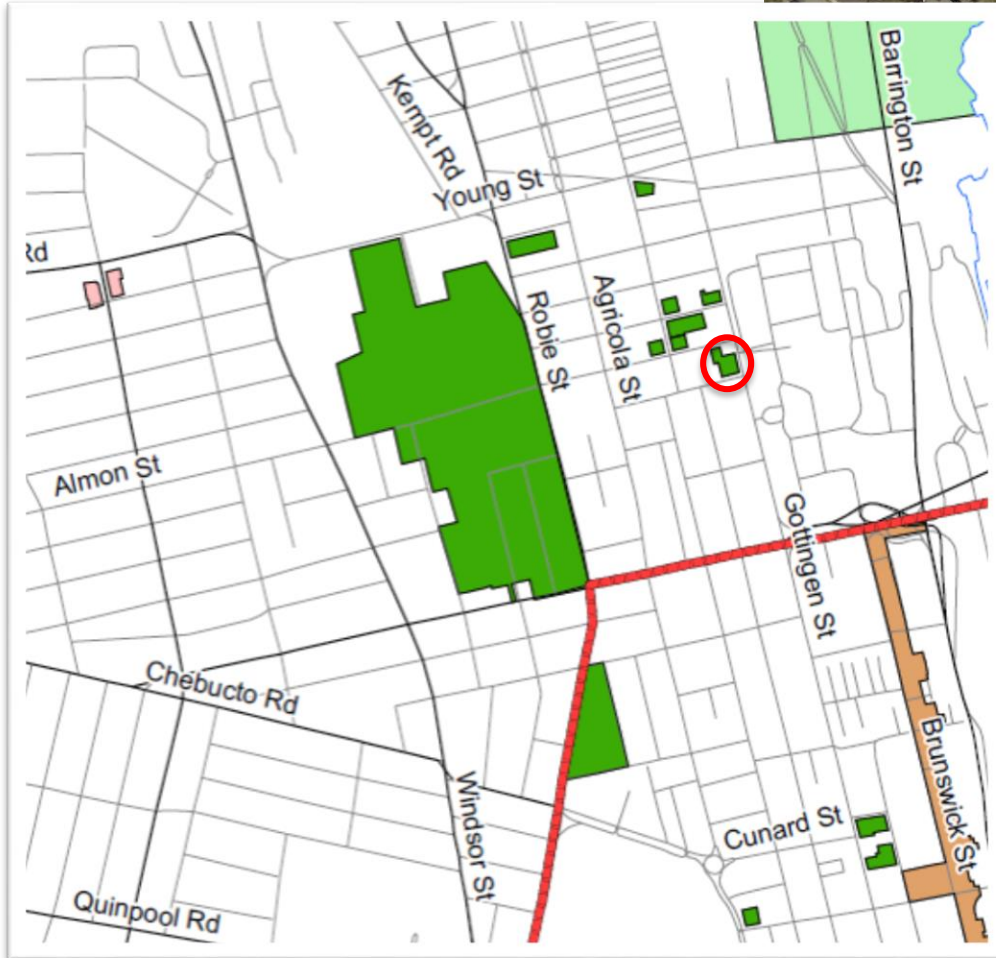 Barrington St
Kempt Rd
Young St
Rd
Robie St
Agricola St
Almon St
Gottingen St
Chebucto Rd
Windsor St
Brunswick St
Cunard St
Quinpool Rd